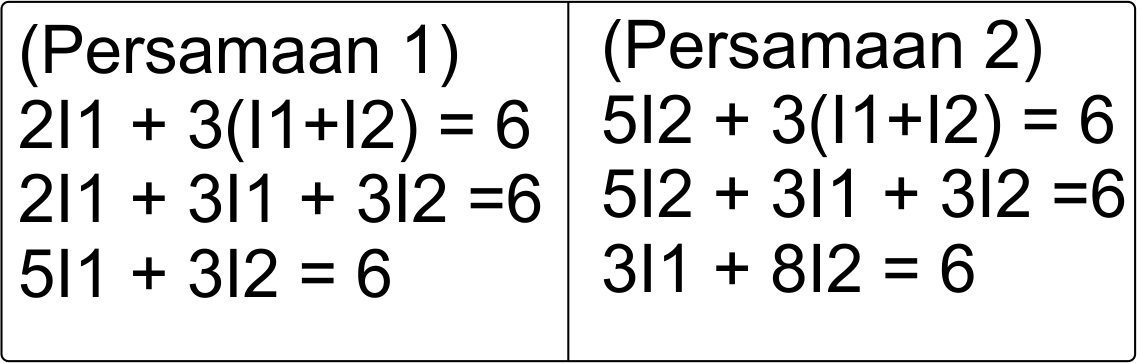 (Persamaan 1)
2I1 + 3(I1+I2) = 6
2I1 + 3I1 + 3I2 =6
5I1 + 3I2 = 6
(Persamaan 2)
5I2 + 3(I1+I2) = 6
5I2 + 3I1 + 3I2 =6
3I1 + 8I2 = 6